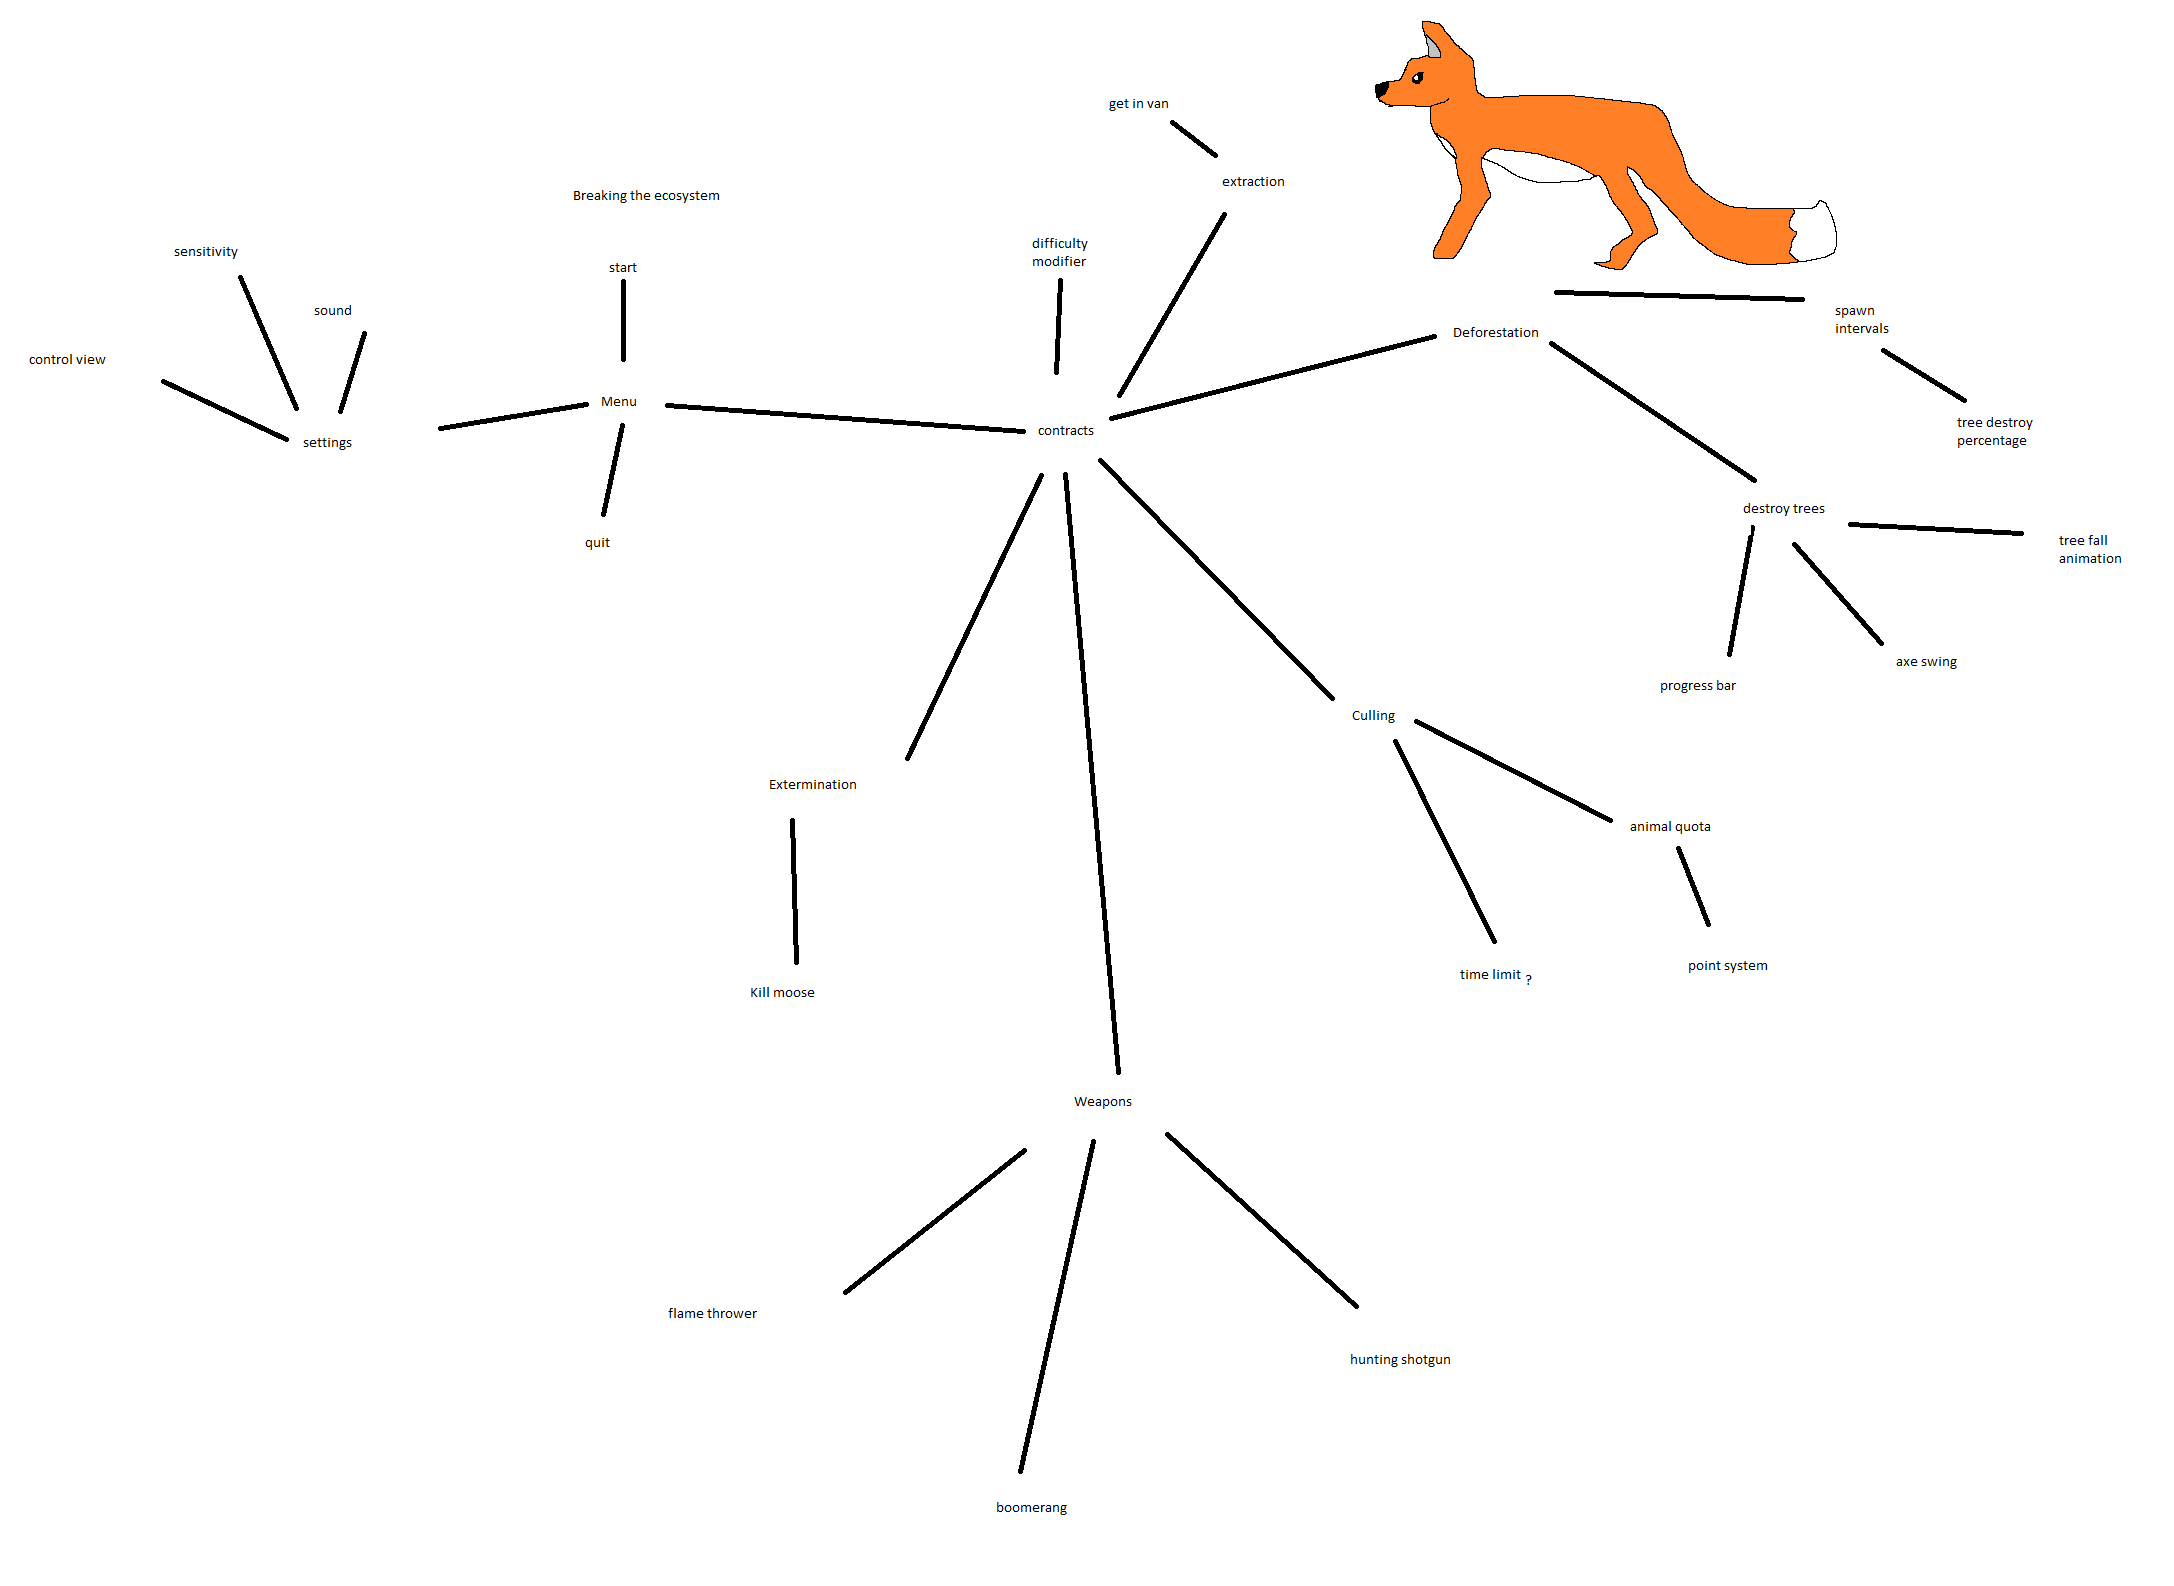 get in van
extraction
Breaking the ecosystem
difficulty
modifier
sensitivity
start
sound
spawn
intervals
Deforestation
control view
Menu
contracts
settings
tree destroy
percentage
destroy trees
quit
tree fall
animation
axe swing
progress bar
Culling
Extermination
animal quota
time limit ?
point system
Kill moose
Weapons
flame thrower
hunting shotgun
boomerang